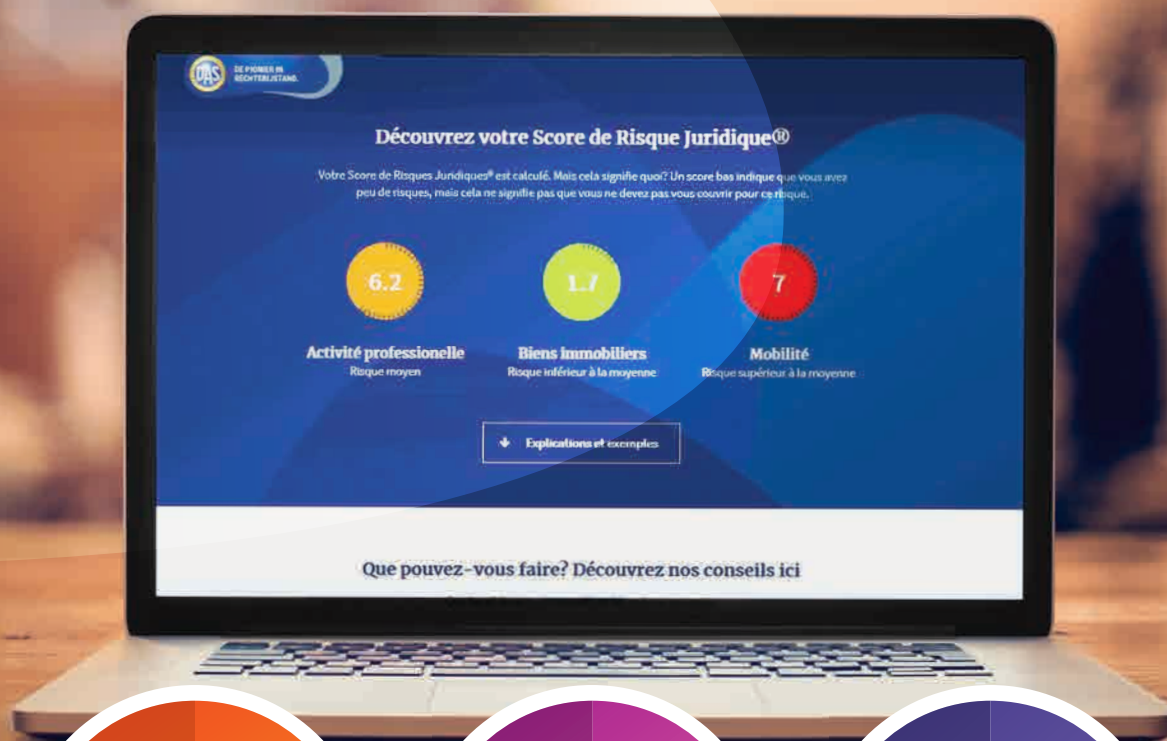 DAS
DE PIONIER IN
RECHTSBIJSTAND.
Découvrez votre Score de Risque Juridique®
Votre Score de Risques Juridiques® est calculé. Mais cela signifie quoi? Un score bas indique que vous avez
peu de risques, mais cela ne signifie pas que vous ne devez pas vous couvrir pour ce risque.
6.2
1.7
7
Activité professionelle
Biens Immobiliers
Mobilité
Risque moyen
Risque inférieur à la moyenne
Risque supérieur à la moyenne
Explications et exemples
Que pouvez-vous faire? Découvrez nos conseils ici